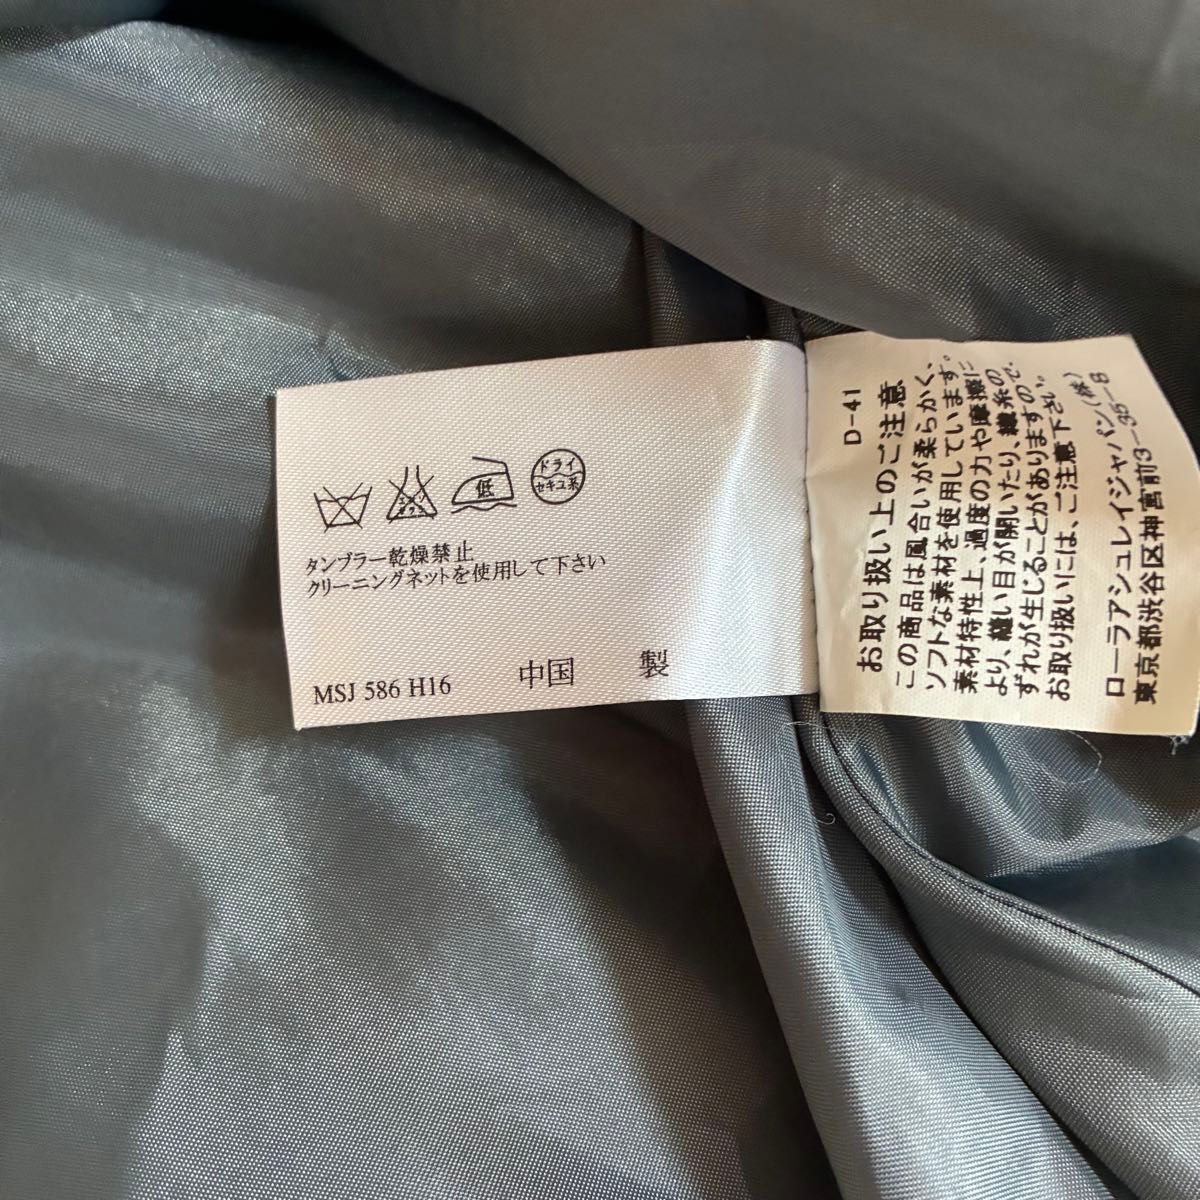 エンソ
サラシ
低
ドライ
セキユ系
タンブラー乾燥禁止
クリーニングネットを使用して下さい
MSJ 586 H16 中国 製
D-41
お取り扱い上のご注意
この商品は風合いが柔らかく、
ソフトな素材を使用しています。
素材特性上、過度の力や摩擦に
より、縫い目が開いたり、織糸の
ずれが生じることがありますので、
お取り扱いには、ご注意下さい。
ローラアシュレイジャパン(株)
東京都渋谷区神宮前3-35-8